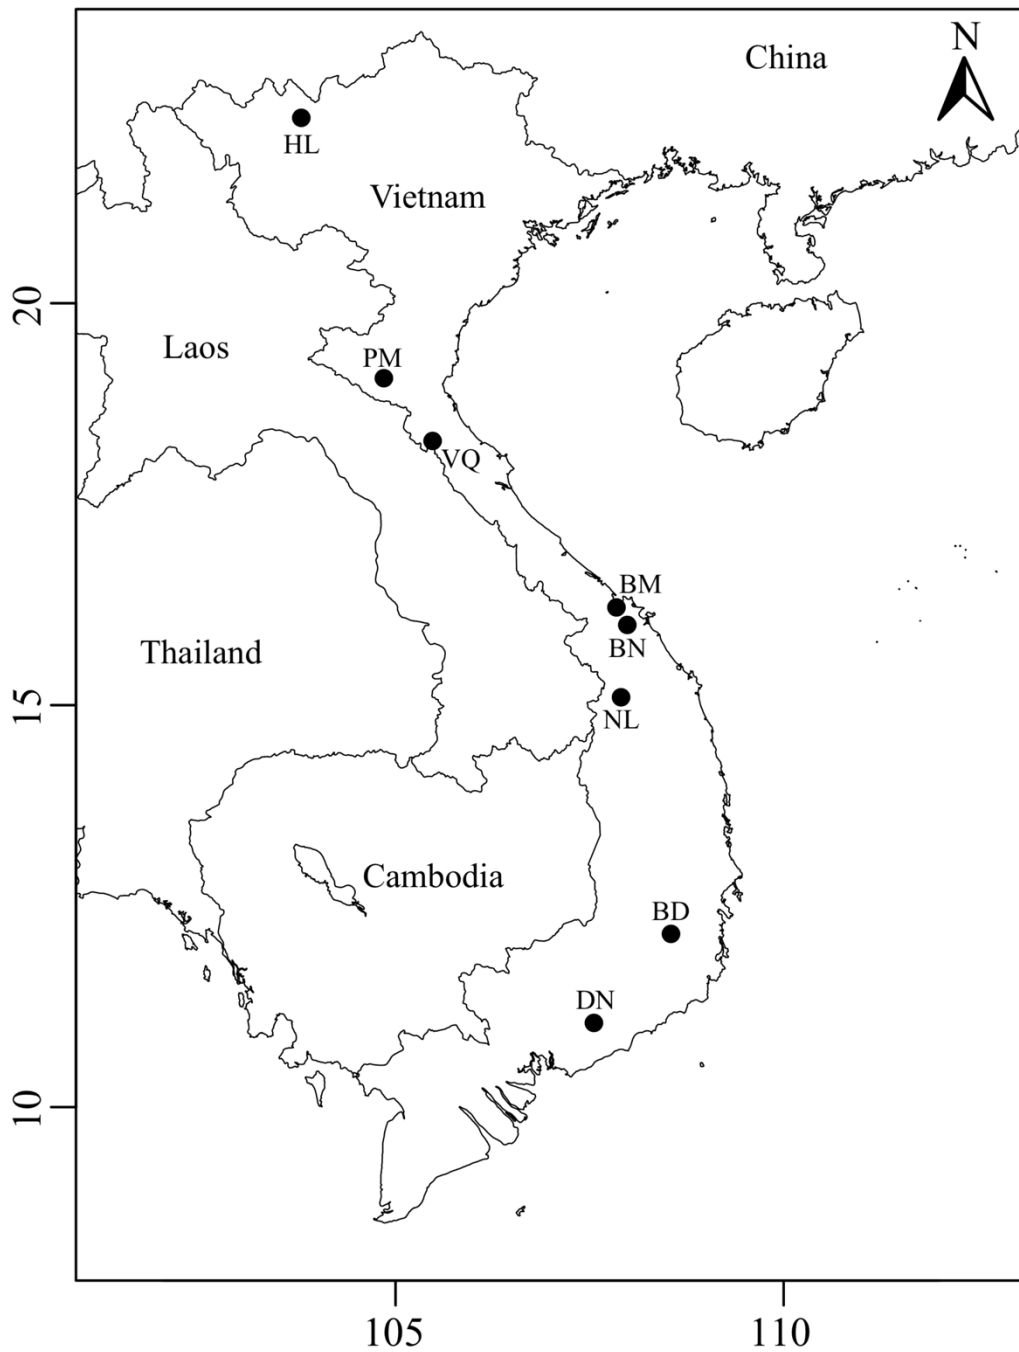 N
China
HL
Vietnam
20
Laos
PM
VQ
BM
Thailand
BN
15
NL
Cambodia
BD
DN
10
105
110